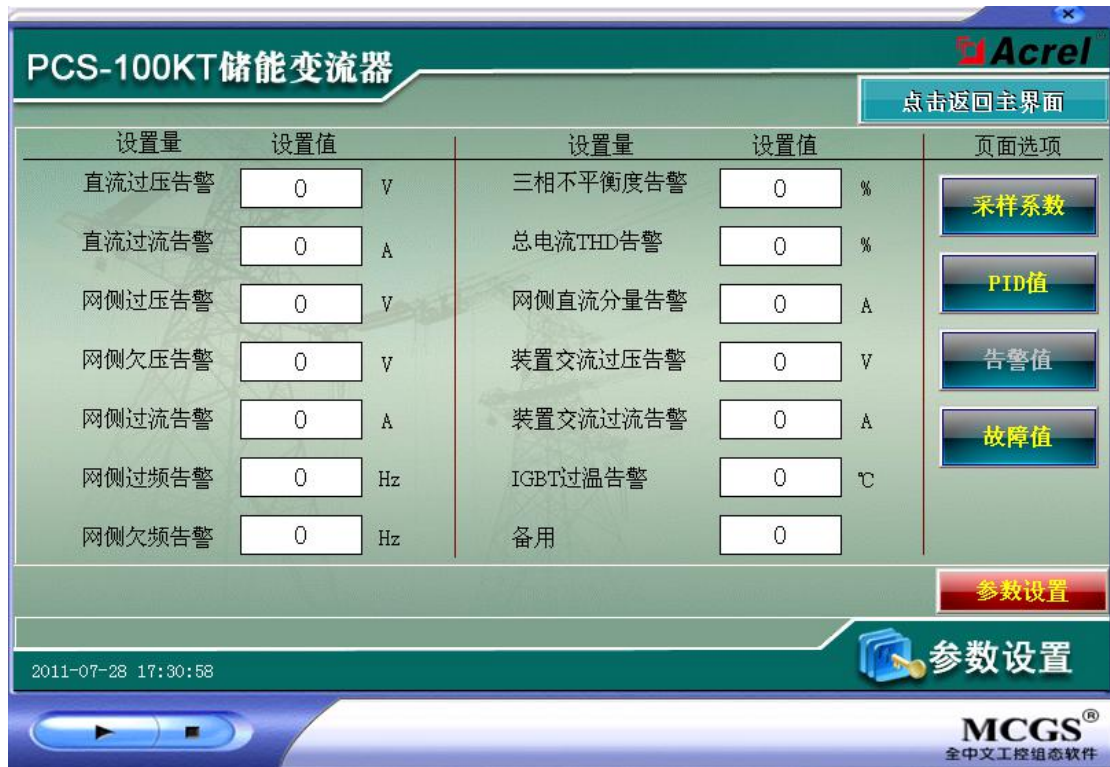 Acrel®
PCS-100KT储能变流器
点击返回主界面
设置量 设置值 设置量 设置值 页面选项
直流过压告警 0 V 三相不平衡度告警 0 % 采样系数
直流过流告警 0 A 总电流THD告警 0 %
网侧过压告警 0 V 网侧直流分量告警 0 A PID值
网侧欠压告警 0 V 装置交流过压告警 0 V 告警值
网侧过流告警 0 A 装置交流过流告警 0 A 故障值
网侧过频告警 0 Hz IGBT过温告警 0 ℃
网侧欠频告警 0 Hz 备用 0
参数设置
参数设置
2011-07-28 17:30:58
MCGS®
全中文工控组态软件